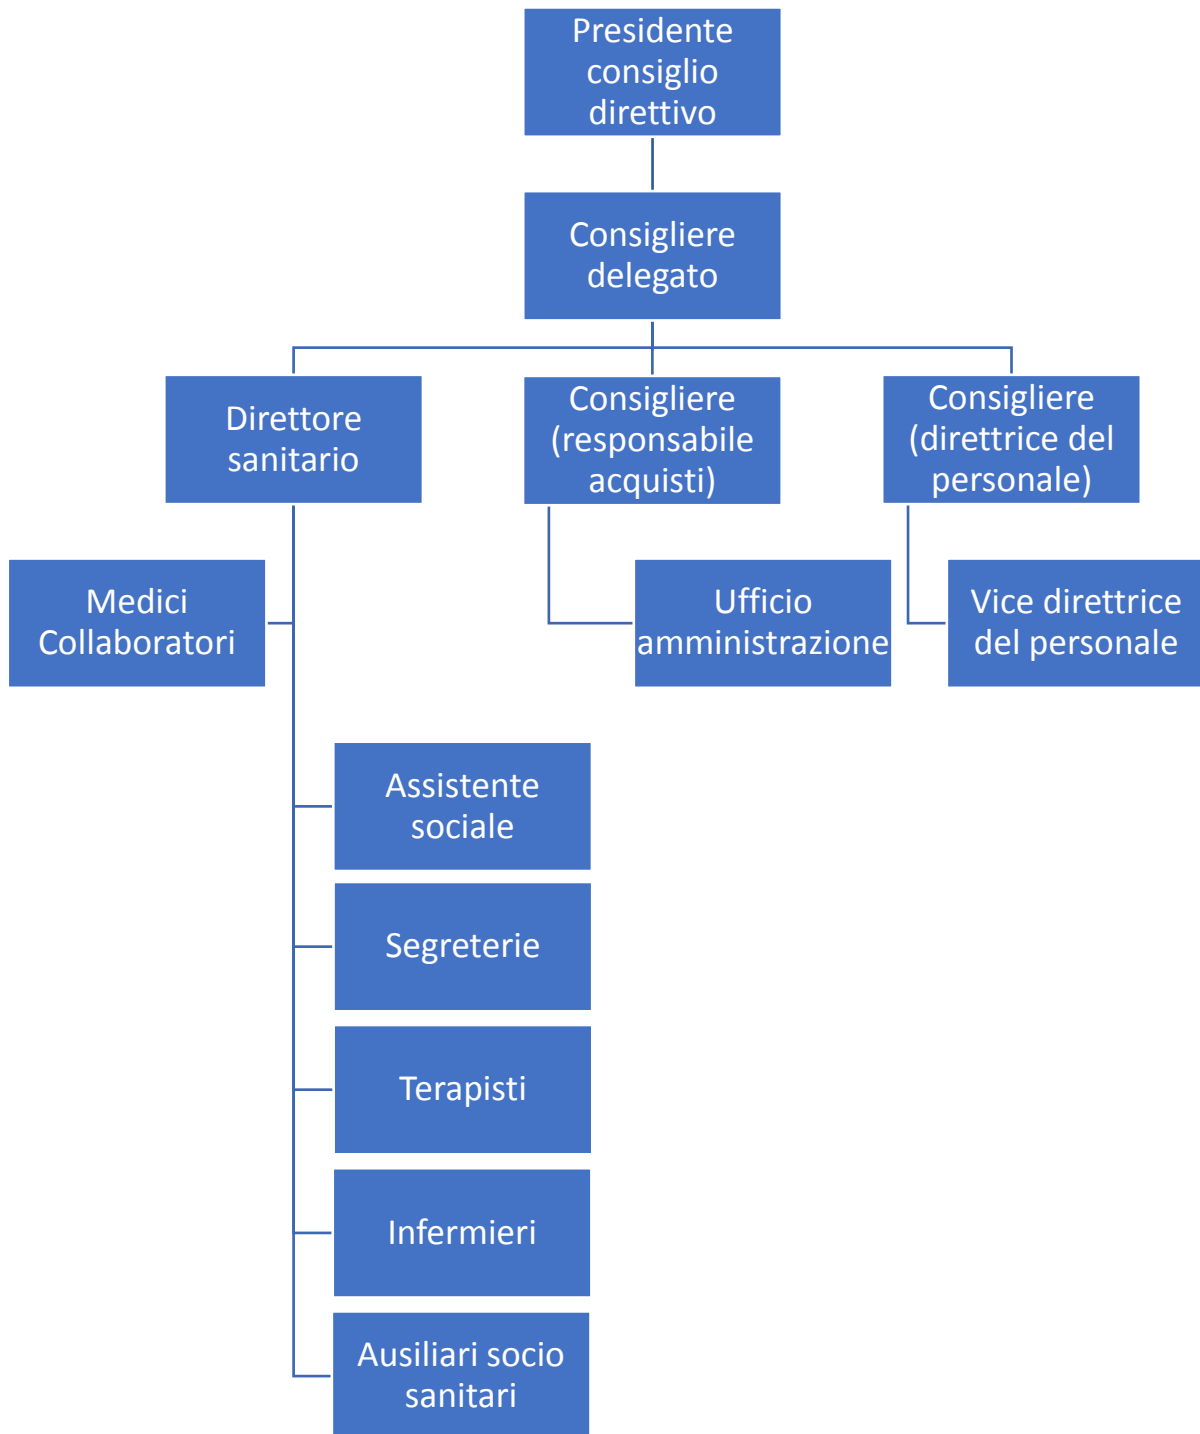 Presidente
consiglio
direttivo
Consigliere
delegato
Direttore
sanitario
Consigliere
(responsabile
acquisti)
Consigliere
(direttrice del
personale)
Medici
Collaboratori
Ufficio
amministrazione
Vice direttrice
del personale
Assistente
sociale
Segreterie
Terapisti
Infermieri
Ausiliari socio
sanitari